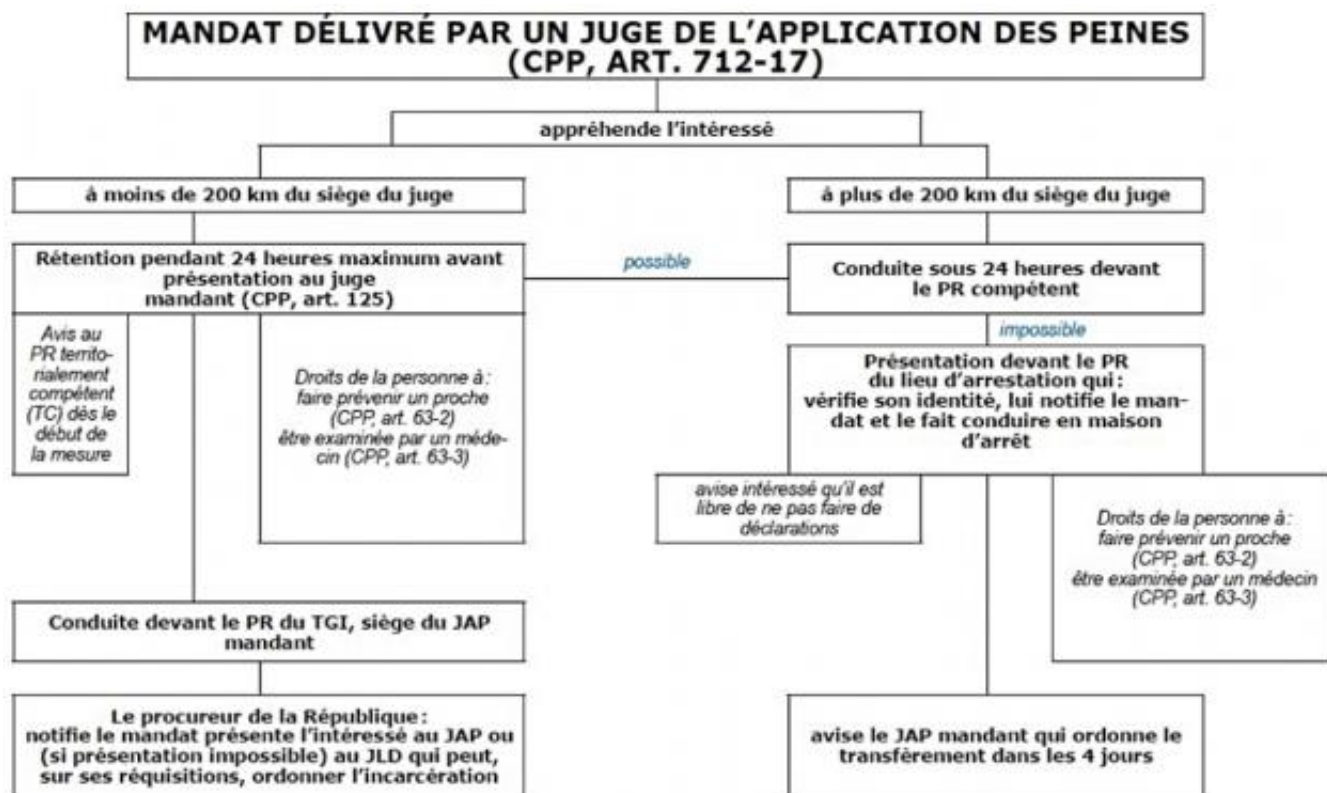 MANDAT DÉLIVRÉ PAR UN JUGE DE L'APPLICATION DES PEINES
(CPP, ART. 712-17)
appréhende l'intéressé
à moins de 200 km du siège du juge
à plus de 200 km du siège du juge
Rétention pendant 24 heures maximum avant
présentation au juge
mandant (CPP, art. 125)
possible
Conduite sous 24 heures devant
le PR compétent
impossible
Avis au
PR territo-
rialement
compétent
(TC) dès le
début de
la mesure
Droits de la personne à :
faire prévenir un proche
(CPP, art. 63-2)
être examinée par un méde-
cin (CPP, art. 63-3)
Présentation devant le PR
du lieu d'arrestation qui :
vérifie son identité, lui notifie le man-
dat et le fait conduire en maison
d'arrêt
avise intéressé qu'il est
libre de ne pas faire de
déclarations
Droits de la personne à :
faire prévenir un proche
(CPP, art. 63-2)
être examinée par un médecin
(CPP, art. 63-3)
Conduite devant le PR du TGI, siège du JAP
mandant
Le procureur de la République :
notifie le mandat présente l'intéressé au JAP ou
(si présentation impossible) au JLD qui peut,
sur ses réquisitions, ordonner l'incarcération
avise le JAP mandant qui ordonne le
transfèrement dans les 4 jours